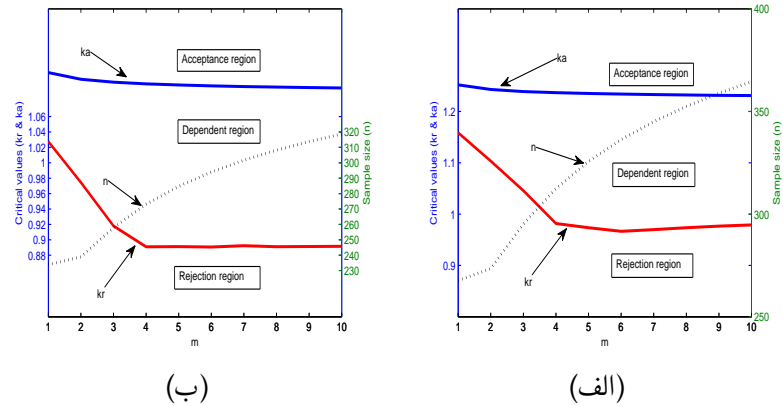 ka
Acceptance region
Dependent region
n
kr
Rejection region
Critical values (kr & ka)
1.06
1.04
1.02
1
0.98
0.96
0.94
0.92
0.9
0.88
Sample size (n)
320
310
300
290
280
270
260
250
240
230
1 2 3 4 5 6 7 8 9 10
m
(ب)
ka
Acceptance region
n
Dependent region
kr
Rejection region
Critical values (kr & ka)
1.2
1.1
1
0.9
Sample size (n)
400
350
300
250
1 2 3 4 5 6 7 8 9 10
m
(الف)